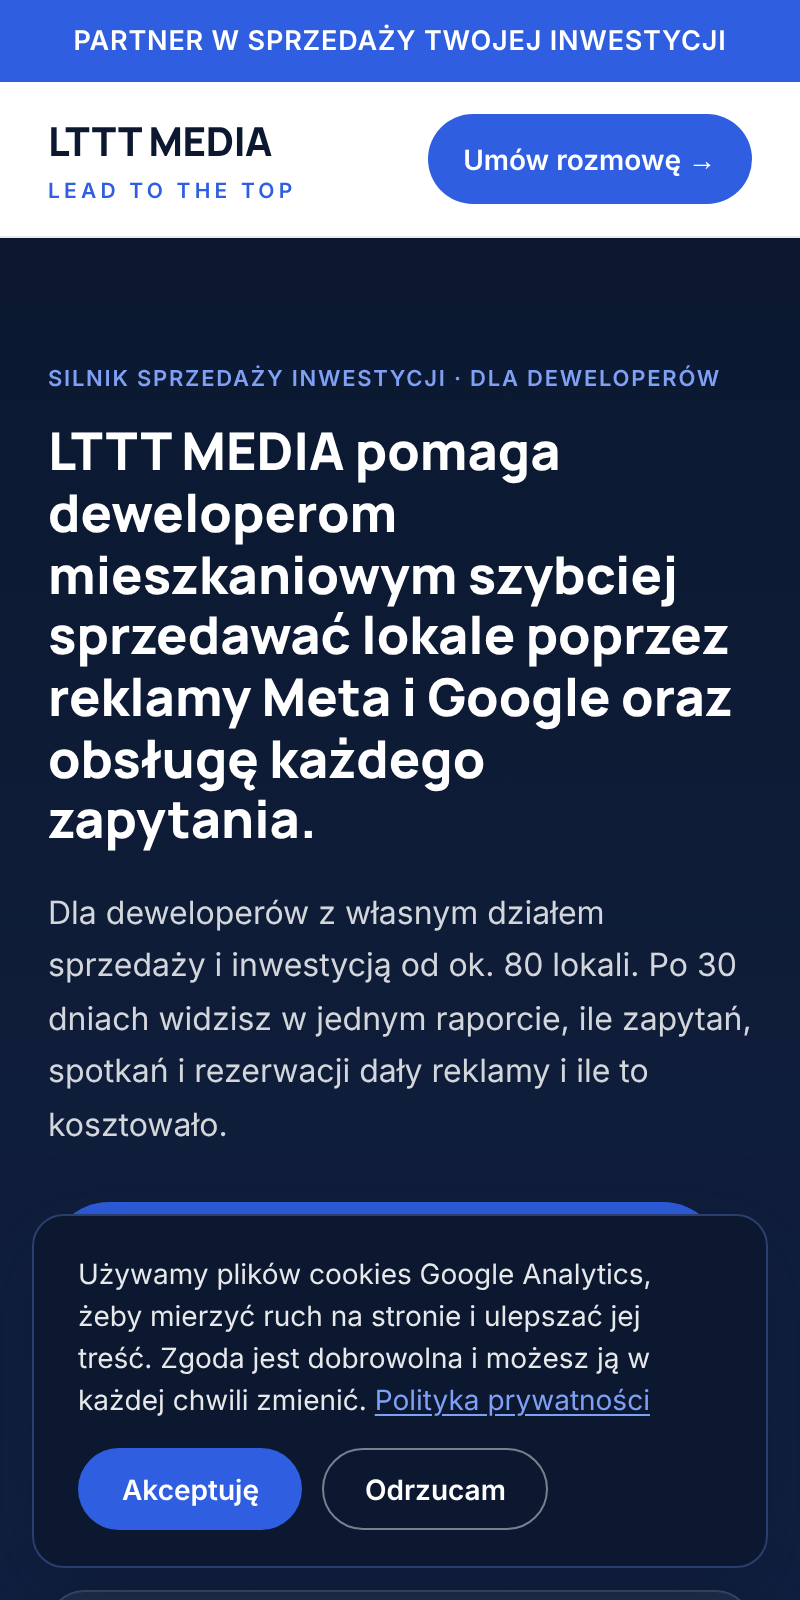 PARTNER W SPRZEDAŻY TWOJEJ INWESTYCJI
LTTT MEDIA
LEAD TO THE TOP
Umów rozmowę →
SILNIK SPRZEDAŻY INWESTYCJI · DLA DEWELOPERÓW
LTTT MEDIA pomaga
deweloperom
mieszkaniowym szybciej
sprzedawać lokale poprzez
reklamy Meta i Google oraz
obsługę każdego
zapytania.
Dla deweloperów z własnym działem
sprzedaży i inwestycją od ok. 80 lokali. Po 30
dniach widzisz w jednym raporcie, ile zapytań,
spotkań i rezerwacji dały reklamy i ile to
kosztowało.
Używamy plików cookies Google Analytics,
żeby mierzyć ruch na stronie i ulepszać jej
treść. Zgoda jest dobrowolna i możesz ją w
każdej chwili zmienić. Polityka prywatności
Akceptuję
Odrzucam